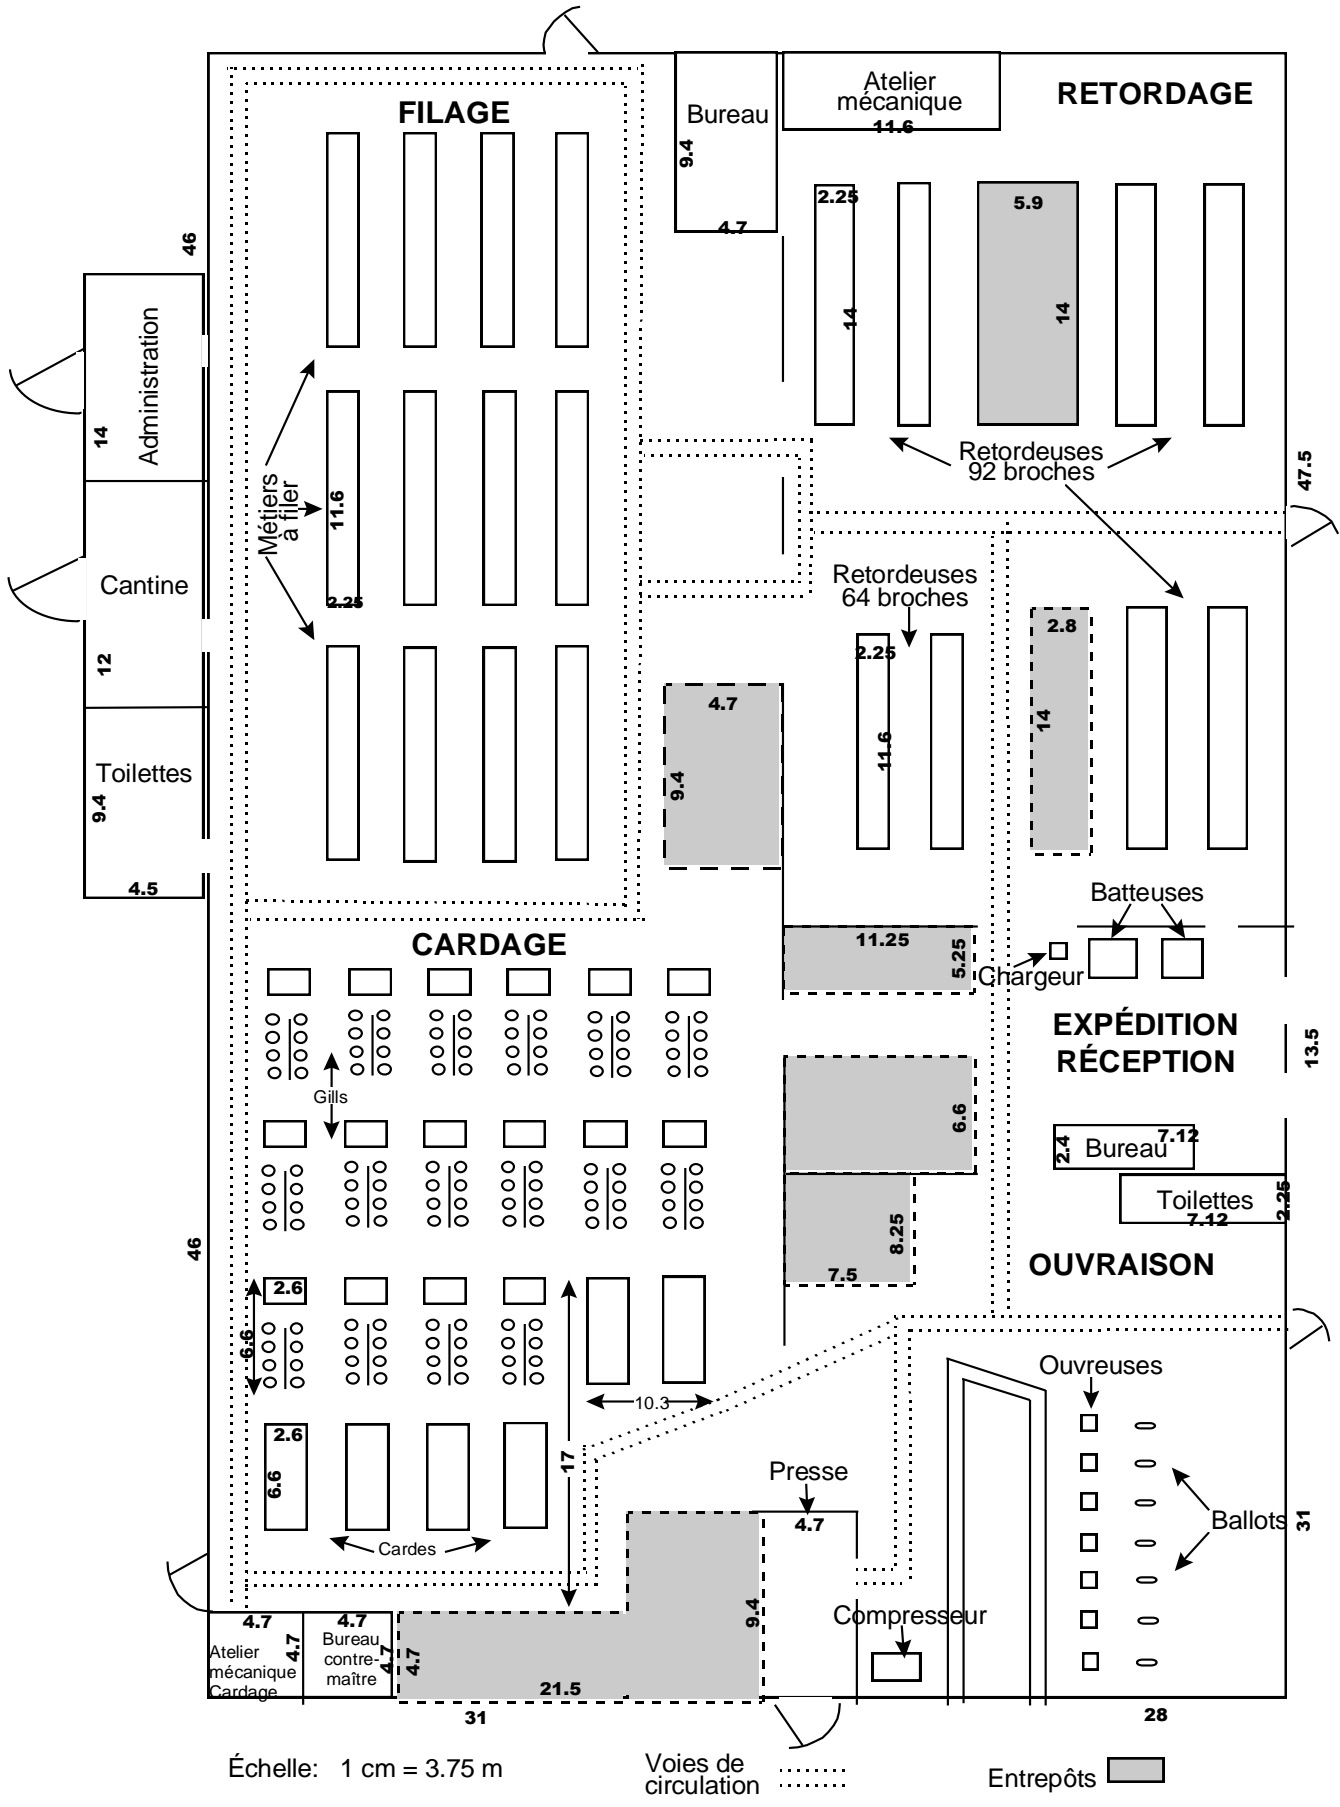 FILAGE
Bureau
9.4
4.7
Atelier
mécanique
11.6
RETORDAGE
46
2.25
14
5.9
14
Administration
14
Retordeuses
92 broches
47.5
Métiers
à filer
11.6
2.25
Cantine
12
Retordeuses
64 broches
2.25
11.6
2.8
14
4.7
9.4
Toilettes
9.4
4.5
Batteuses
CARDAGE
11.25
5.25
Chargeur
EXPÉDITION
RÉCEPTION
13.5
Gills
6.6
2.4
Bureau
7.12
Toilettes
7.12
2.25
46
8.25
7.5
OUVRAISON
2.6
6.6
17
10.3
Ouvreuses
2.6
6.6
Cardes
Presse
4.7
Ballots
31
9.4
Compresseur
4.7
4.7
Atelier
mécanique
Cardage
4.7
4.7
Bureau
contre-
maître
4.7
21.5
31
28
Échelle: 1 cm = 3.75 m
Voies de
circulation
Entrepôts